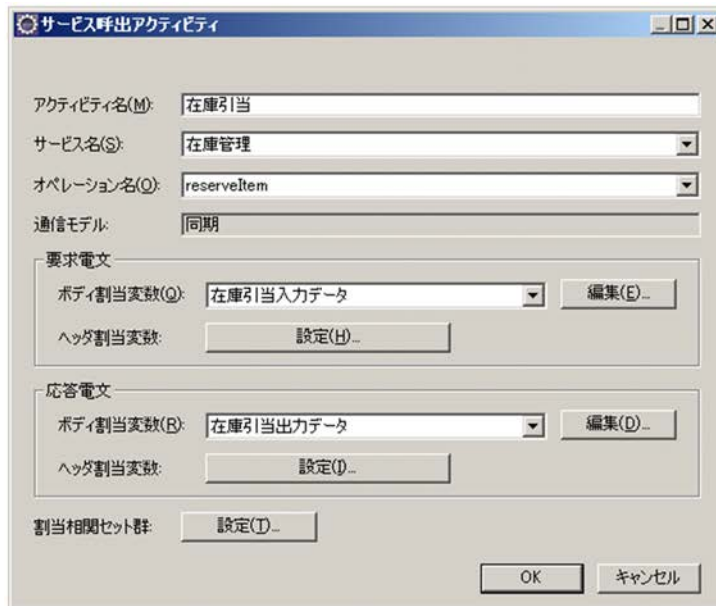 サービス呼出アクティビティ
アクティビティ名(M): 在庫引当
サービス名(S): 在庫管理
オペレーション名(O): reserveItem
通信モデル: 同期
要求電文
ボディ割当変数(Q): 在庫引当入力データ 編集(E)...
ヘッダ割当変数: 設定(H)...
応答電文
ボディ割当変数(R): 在庫引当出力データ 編集(D)...
ヘッダ割当変数: 設定(I)...
割当相関セット群: 設定(T)...
OK キャンセル